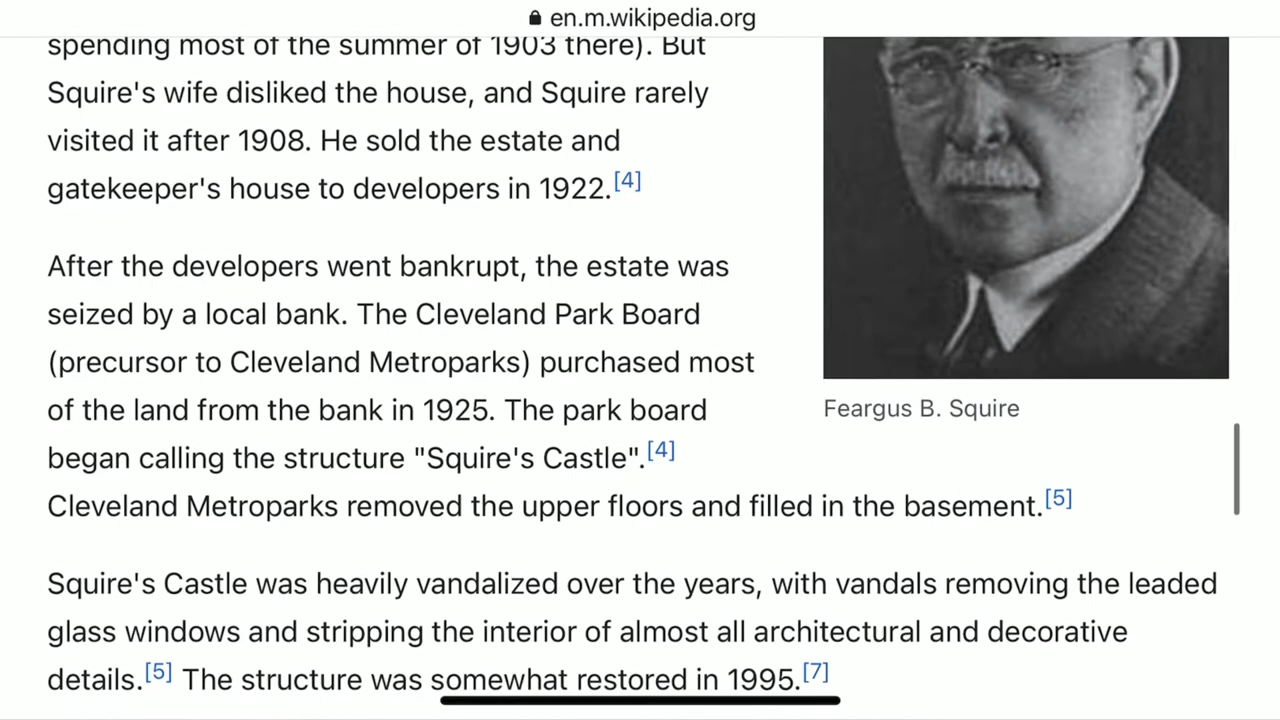 en.m.wikipedia.org
spending most of the summer of 1903 there). But
Squire's wife disliked the house, and Squire rarely
visited it after 1908. He sold the estate and
gatekeeper's house to developers in 1922.[4]
After the developers went bankrupt, the estate was
seized by a local bank. The Cleveland Park Board
(precursor to Cleveland Metroparks) purchased most
of the land from the bank in 1925. The park board
began calling the structure "Squire's Castle".[4]
Cleveland Metroparks removed the upper floors and filled in the basement.[5]
Squire's Castle was heavily vandalized over the years, with vandals removing the leaded
glass windows and stripping the interior of almost all architectural and decorative
details.[5] The structure was somewhat restored in 1995.[7]
Feargus B. Squire